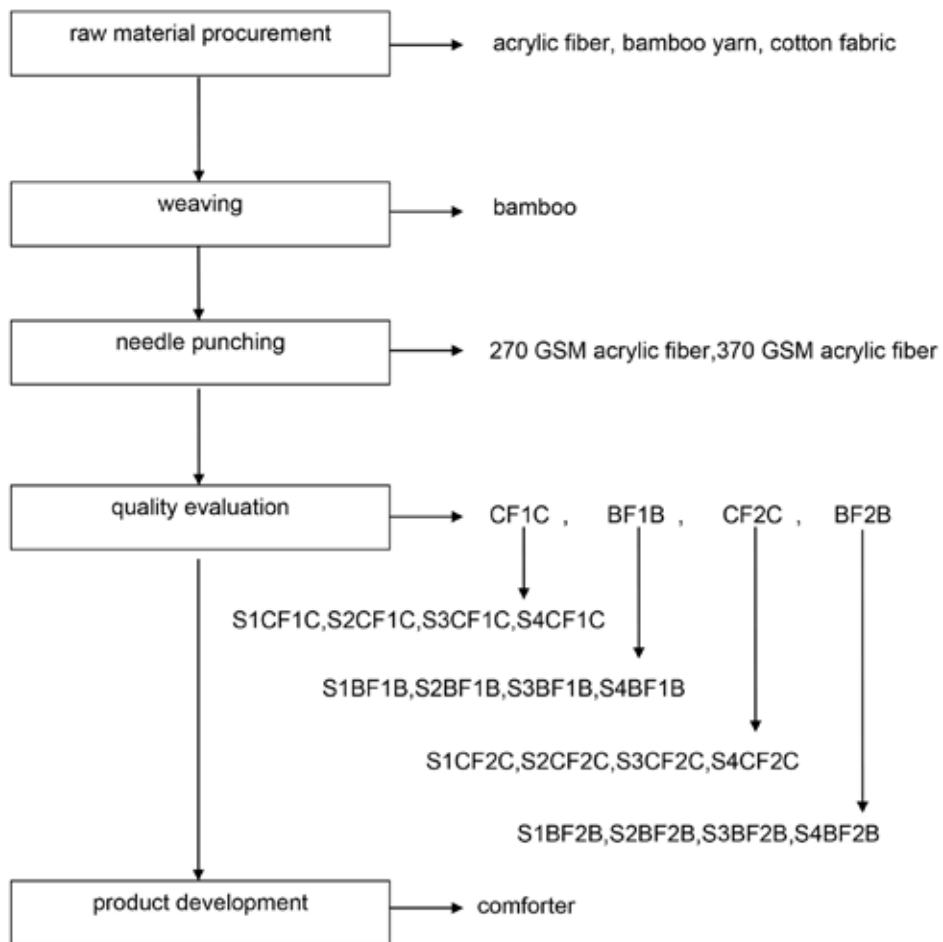 raw material procurement
acrylic fiber, bamboo yarn, cotton fabric
weaving
bamboo
needle punching
270 GSM acrylic fiber,370 GSM acrylic fiber
quality evaluation
CF1C , BF1B , CF2C , BF2B
S1CF1C,S2CF1C,S3CF1C,S4CF1C
S1BF1B,S2BF1B,S3BF1B,S4BF1B
S1CF2C,S2CF2C,S3CF2C,S4CF2C
S1BF2B,S2BF2B,S3BF2B,S4BF2B
product development
comforter